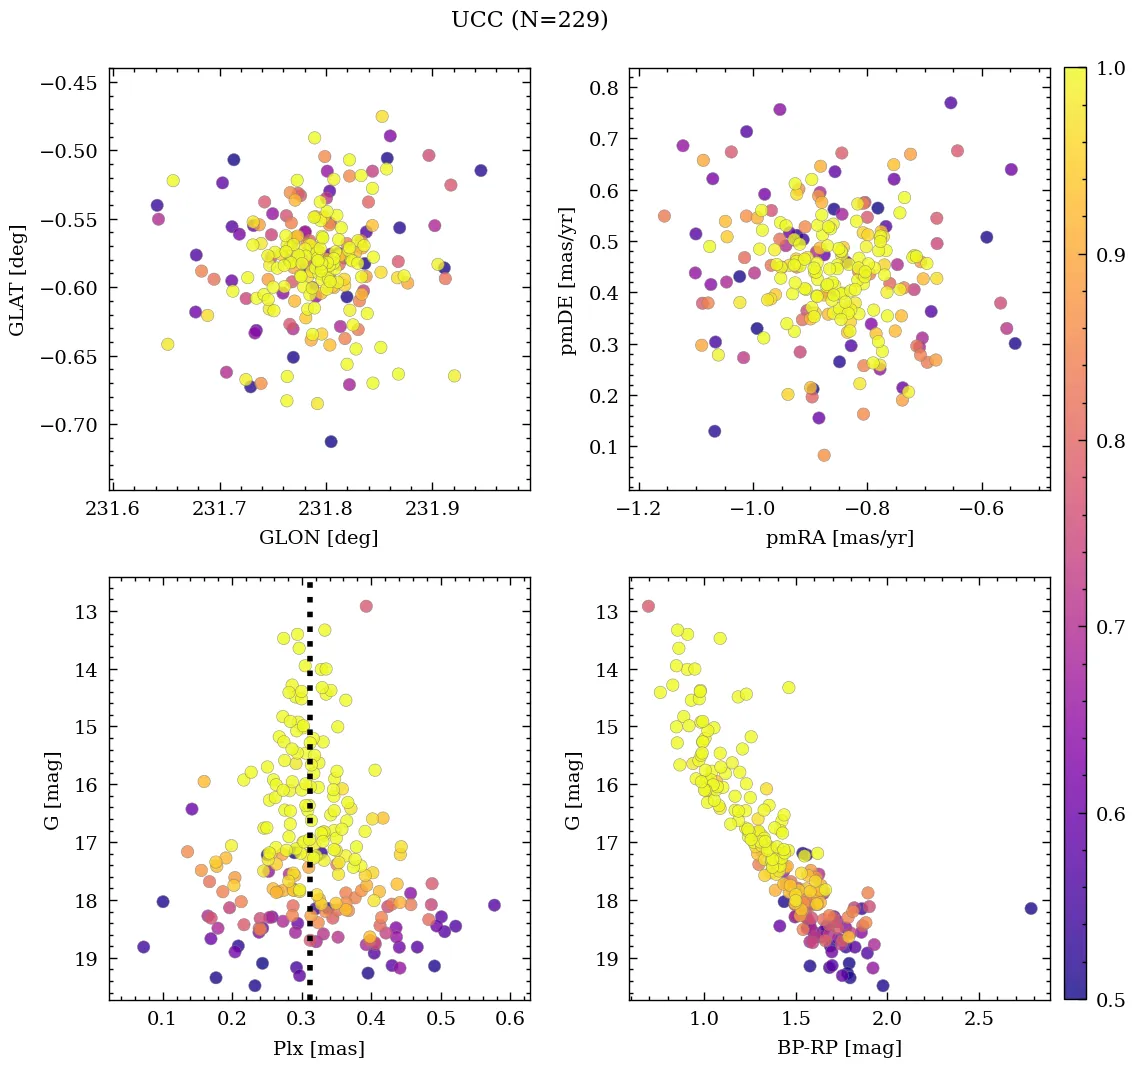 UCC (N=229)
−0.45
−0.50
−0.55
−0.60
−0.65
−0.70
GLAT [deg]
231.6 231.7 231.8 231.9
GLON [deg]
0.8
0.7
0.6
0.5
0.4
0.3
0.2
0.1
pmDE [mas/yr]
−1.2 −1.0 −0.8 −0.6
pmRA [mas/yr]
13
14
15
16
17
18
19
G [mag]
0.1 0.2 0.3 0.4 0.5 0.6
Plx [mas]
13
14
15
16
17
18
19
G [mag]
1.0 1.5 2.0 2.5
BP-RP [mag]
1.0
0.9
0.8
0.7
0.6
0.5